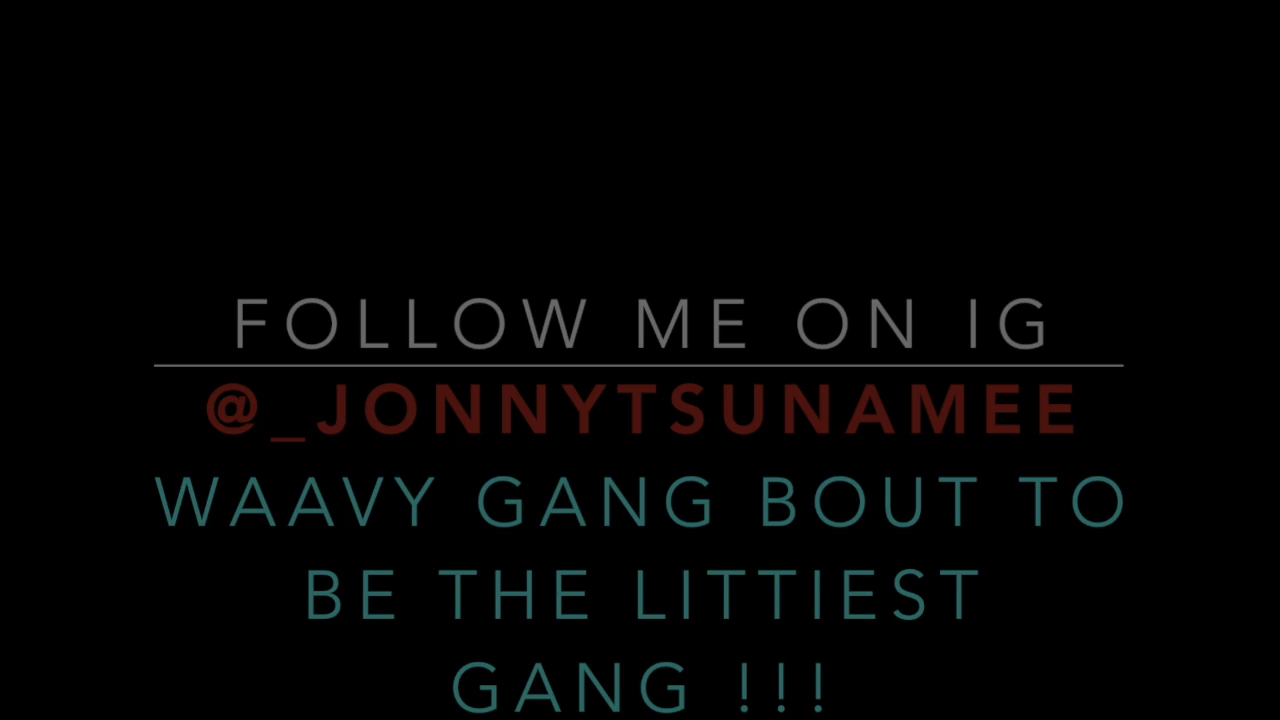 FOLLOW ME ON IG
@_JONNYTSUNAMEE
WAAVY GANG BOUT TO
BE THE LITTIEST
GANG !!!